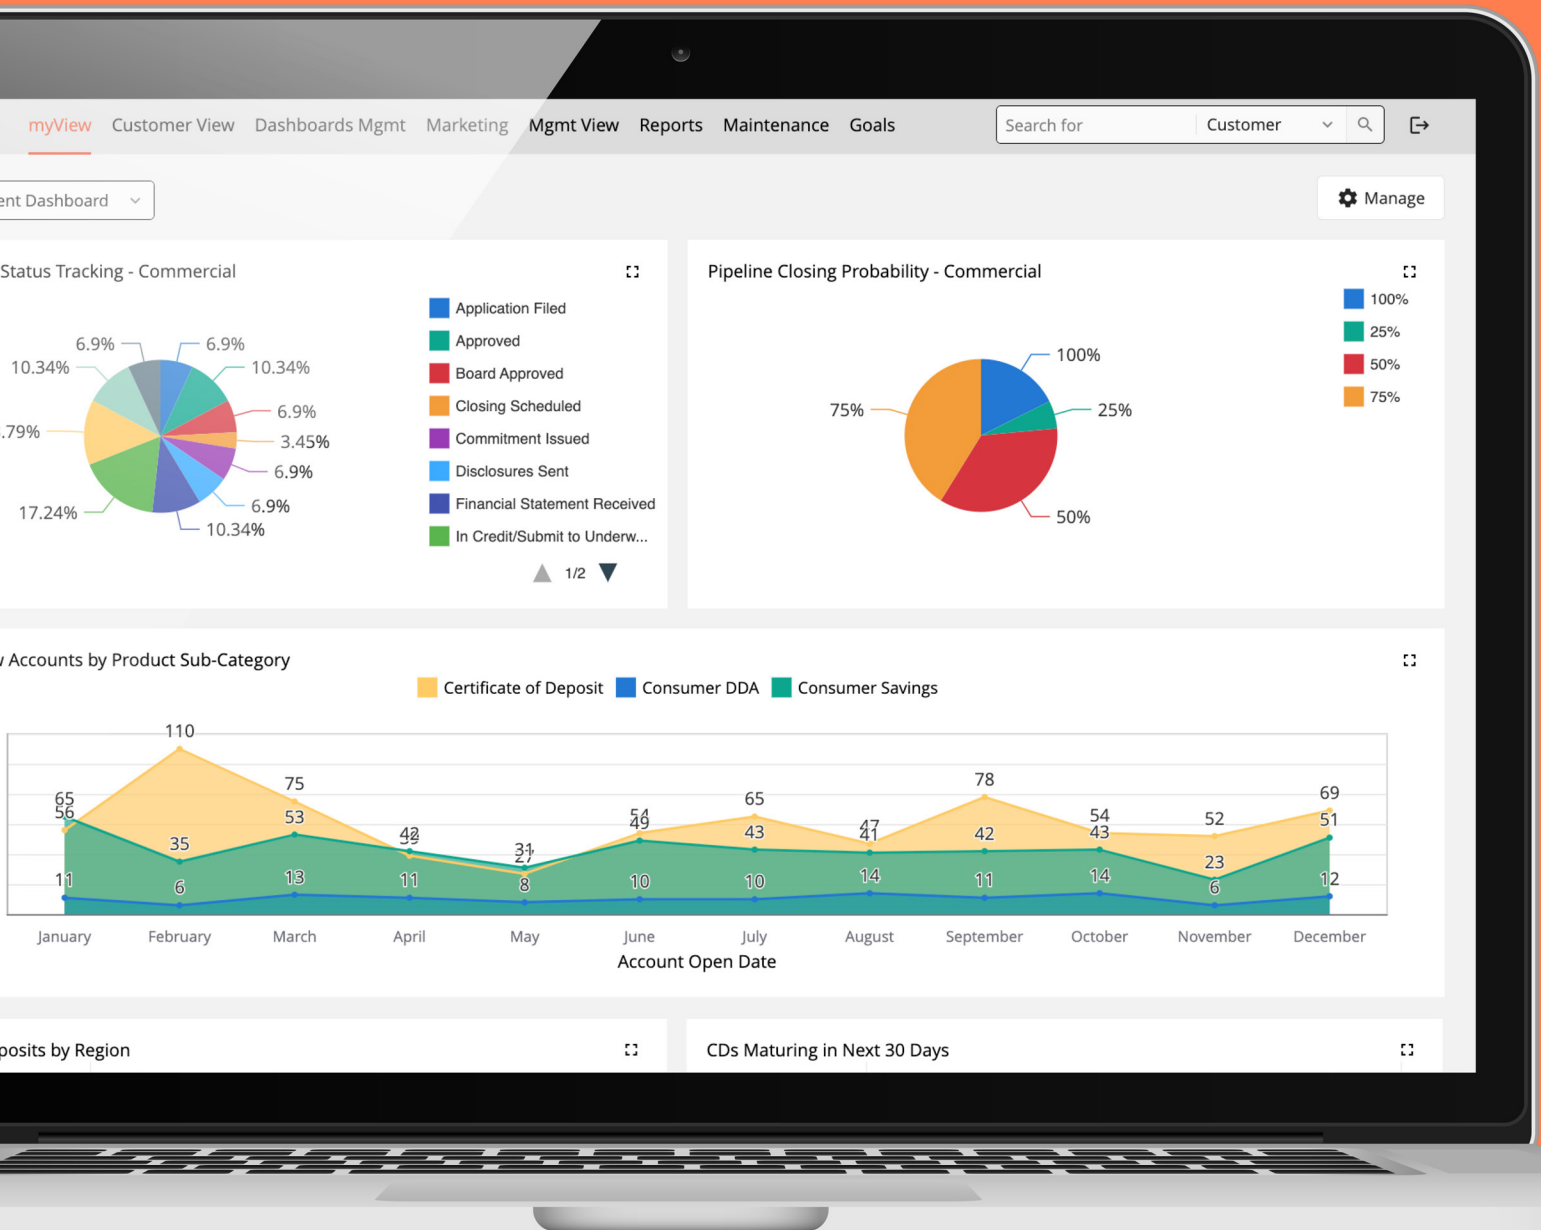 myView Customer View Dashboards Mgmt Marketing Mgmt View Reports Maintenance Goals
Search for
Customer
ent Dashboard
Manage
Status Tracking - Commercial
6.9%
6.9%
10.34%
10.34%
6.9%
.79%
3.45%
6.9%
17.24%
6.9%
10.34%
Application Filed
Approved
Board Approved
Closing Scheduled
Commitment Issued
Disclosures Sent
Financial Statement Received
In Credit/Submit to Underw...
1/2
Pipeline Closing Probability - Commercial
100%
75%
25%
50%
100%
25%
50%
75%
w Accounts by Product Sub-Category
Certificate of Deposit Consumer DDA Consumer Savings
110
75
65
56
53
35
11
6
13
42
39
11
31
27
8
54
49
10
65
43
10
47
41
14
78
42
11
54
43
14
52
23
6
69
51
12
January February March April May June July August September October November December
Account Open Date
posits by Region
CDs Maturing in Next 30 Days